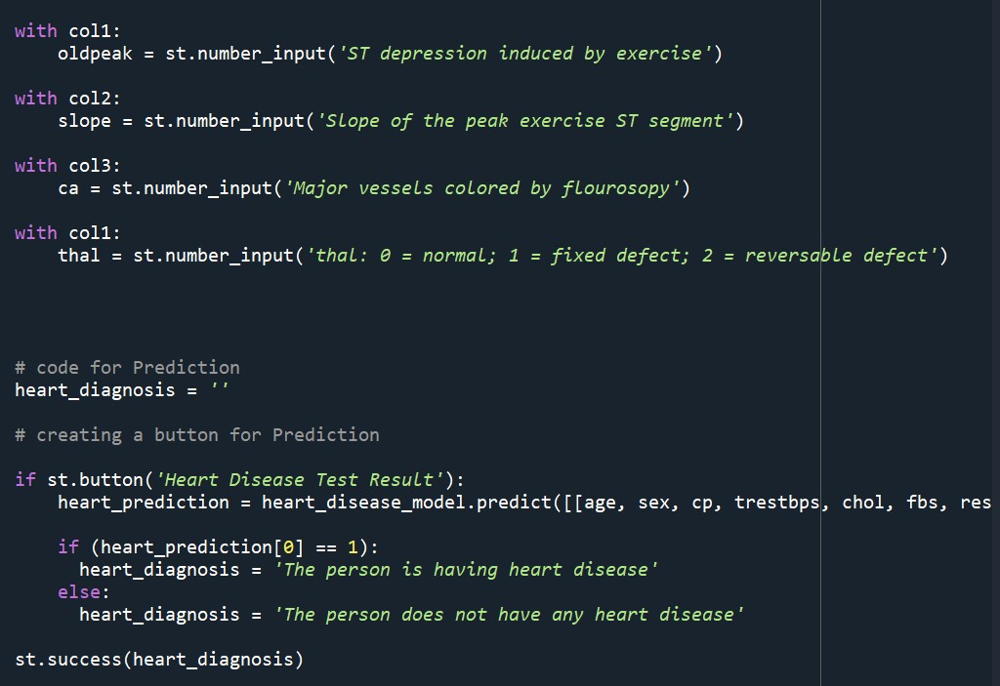 with col1:
    oldpeak = st.number_input('ST depression induced by exercise')
with col2:
    slope = st.number_input('Slope of the peak exercise ST segment')
with col3:
    ca = st.number_input('Major vessels colored by flourosopy')
with col1:
    thal = st.number_input('thal: 0 = normal; 1 = fixed defect; 2 = reversable defect')
# code for Prediction
heart_diagnosis = ''
# creating a button for Prediction
if st.button('Heart Disease Test Result'):
    heart_prediction = heart_disease_model.predict([[age, sex, cp, trestbps, chol, fbs, res
    if (heart_prediction[0] == 1):
      heart_diagnosis = 'The person is having heart disease'
    else:
      heart_diagnosis = 'The person does not have any heart disease'
st.success(heart_diagnosis)